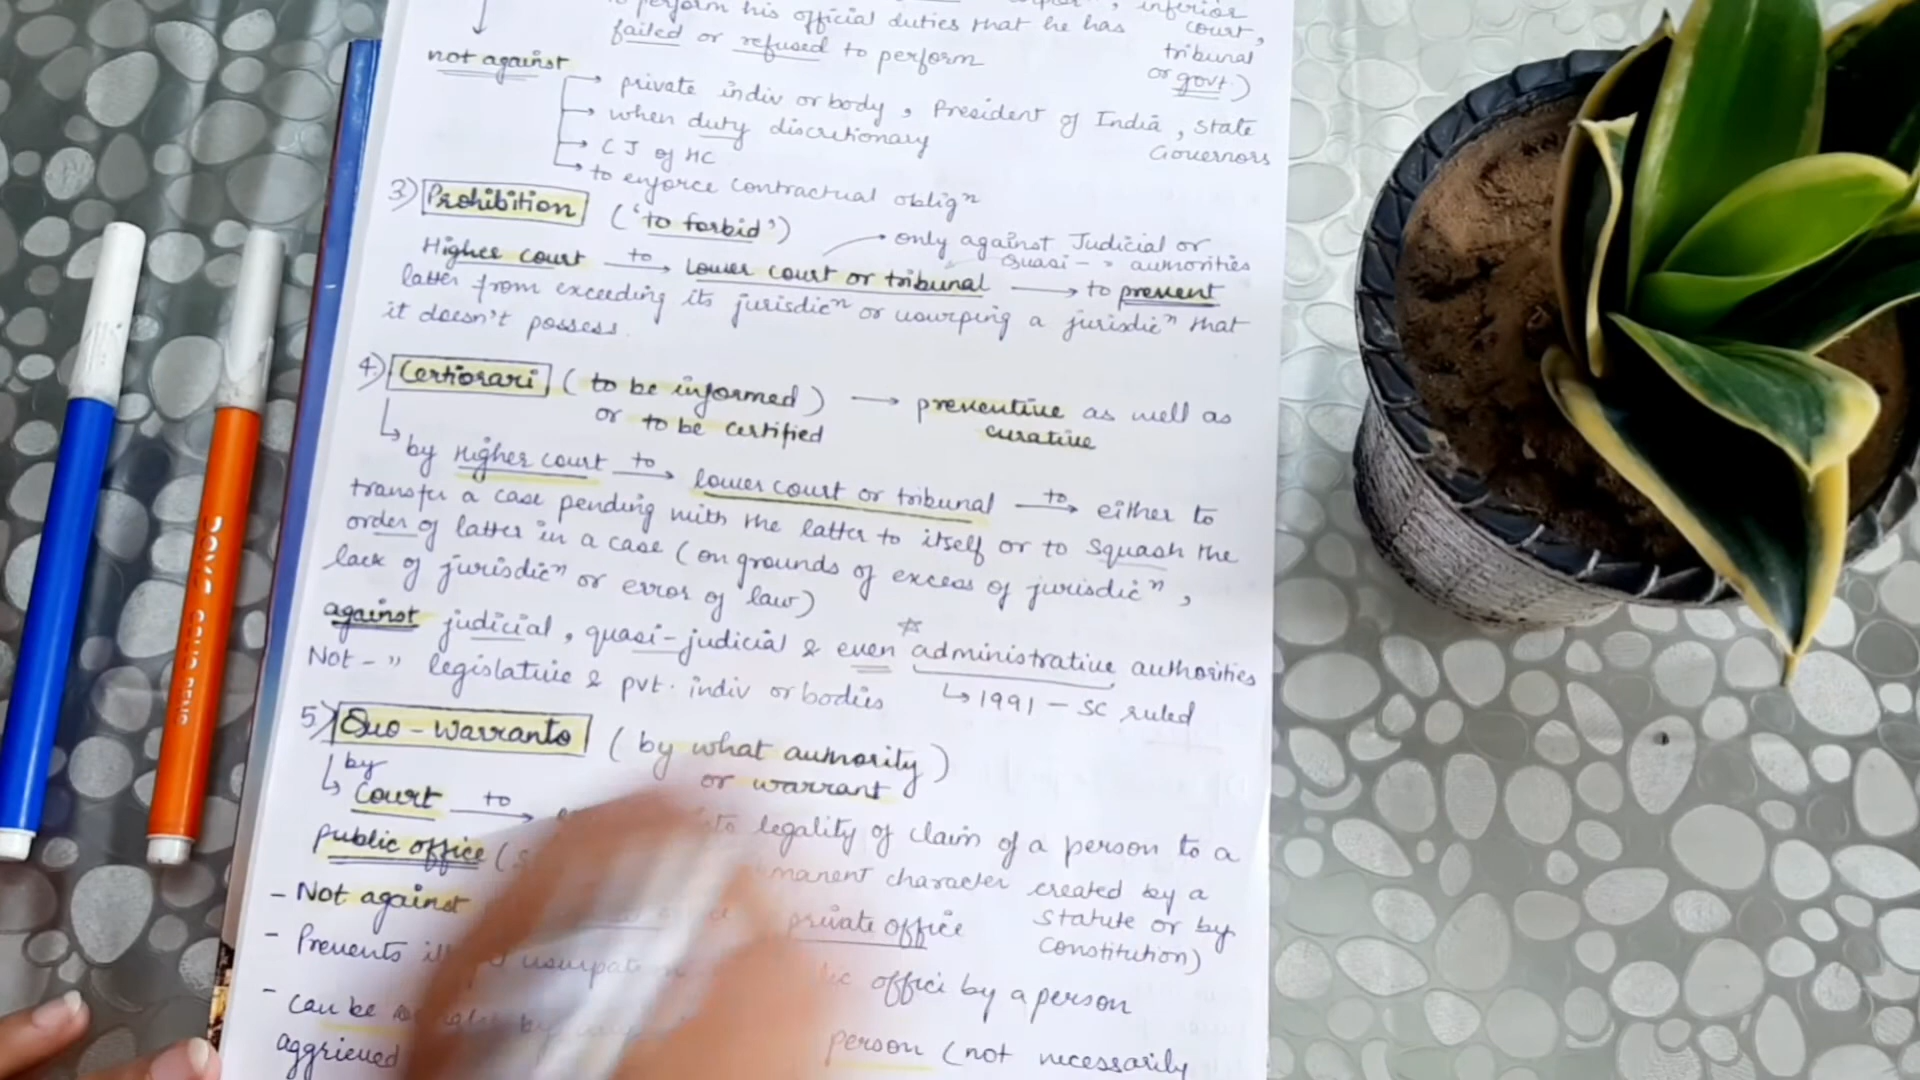 to perform his official duties that he has
inferior court,
tribunal
or govt.)
failed or refused to perform
not against
private indiv or body, President of India, State
Governors
when duty discretionary
CJ of HC
to enforce contractual obligⁿ
3) Prohibition ('to forbid')
only against Judicial or
Quasi- " authorities
Higher court to Lower court or tribunal → to prevent
latter from exceeding its jurisdicⁿ or usurping a jurisdicⁿ that
it doesn't possess.
4) Certiorari (to be informed) → preventive as well as
or to be certified
curative
by Higher court to lower court or tribunal to either to
transfer a case pending with the latter to itself or to squash the
order of latter in a case (on grounds of excess of jurisdicⁿ,
lack of jurisdicⁿ or error of law)
against judicial, quasi-judicial & even administrative authorities
Not - " legislature & pvt. indiv or bodies
↳ 1991 - SC ruled
5) Quo-Warranto (by what authority)
or warrant
by
Court to legality of claim of a person to a
public office ( character created by a
statute or by
constitution)
- Not against private office
- Prevents office by a person
- can be person (not necessarily
aggrieved